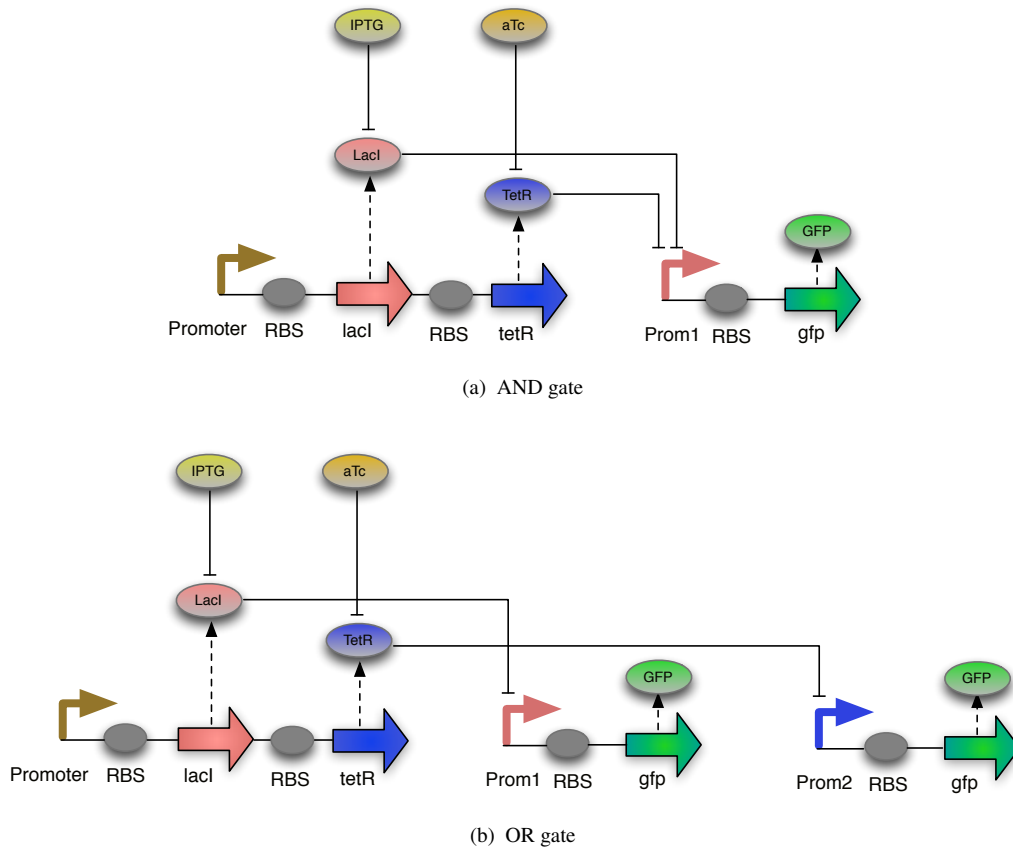 IPTG aTc
LacI
TetR
GFP
Promoter RBS lacI RBS tetR Prom1 RBS gfp
(a) AND gate
IPTG aTc
LacI
TetR
GFP GFP
Promoter RBS lacI RBS tetR Prom1 RBS gfp Prom2 RBS gfp
(b) OR gate